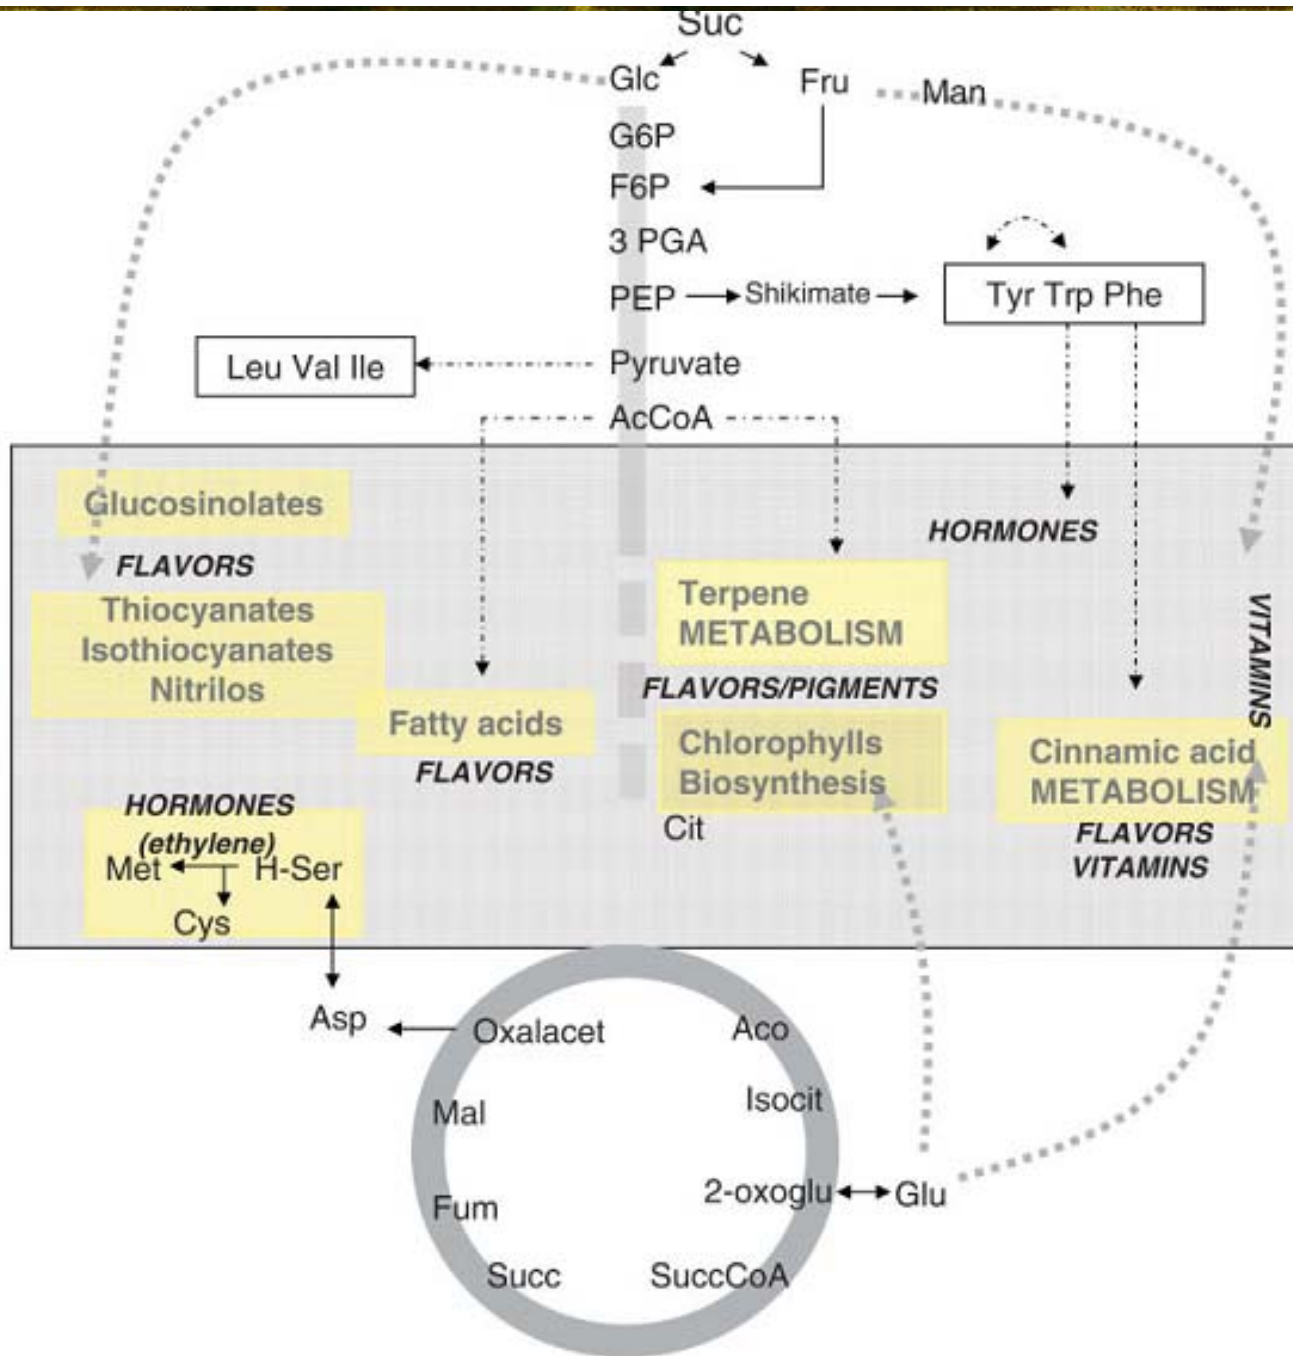 Suc
Glc
Fru
Man
G6P
F6P
3 PGA
PEP
Shikimate
Tyr Trp Phe
Leu Val Ile
Pyruvate
AcCoA
Glucosinolates
HORMONES
FLAVORS
Thiocyanates
Isothiocyanates
Nitrilos
Terpene
METABOLISM
VITAMINS
FLAVORS/PIGMENTS
Fatty acids
FLAVORS
Chlorophylls
Biosynthesis
Cinnamic acid
METABOLISM
FLAVORS
VITAMINS
Cit
HORMONES
(ethylene)
Met
H-Ser
Cys
Asp
Oxalacet
Aco
Mal
Isocit
Fum
2-oxoglu
Glu
Succ
SuccCoA